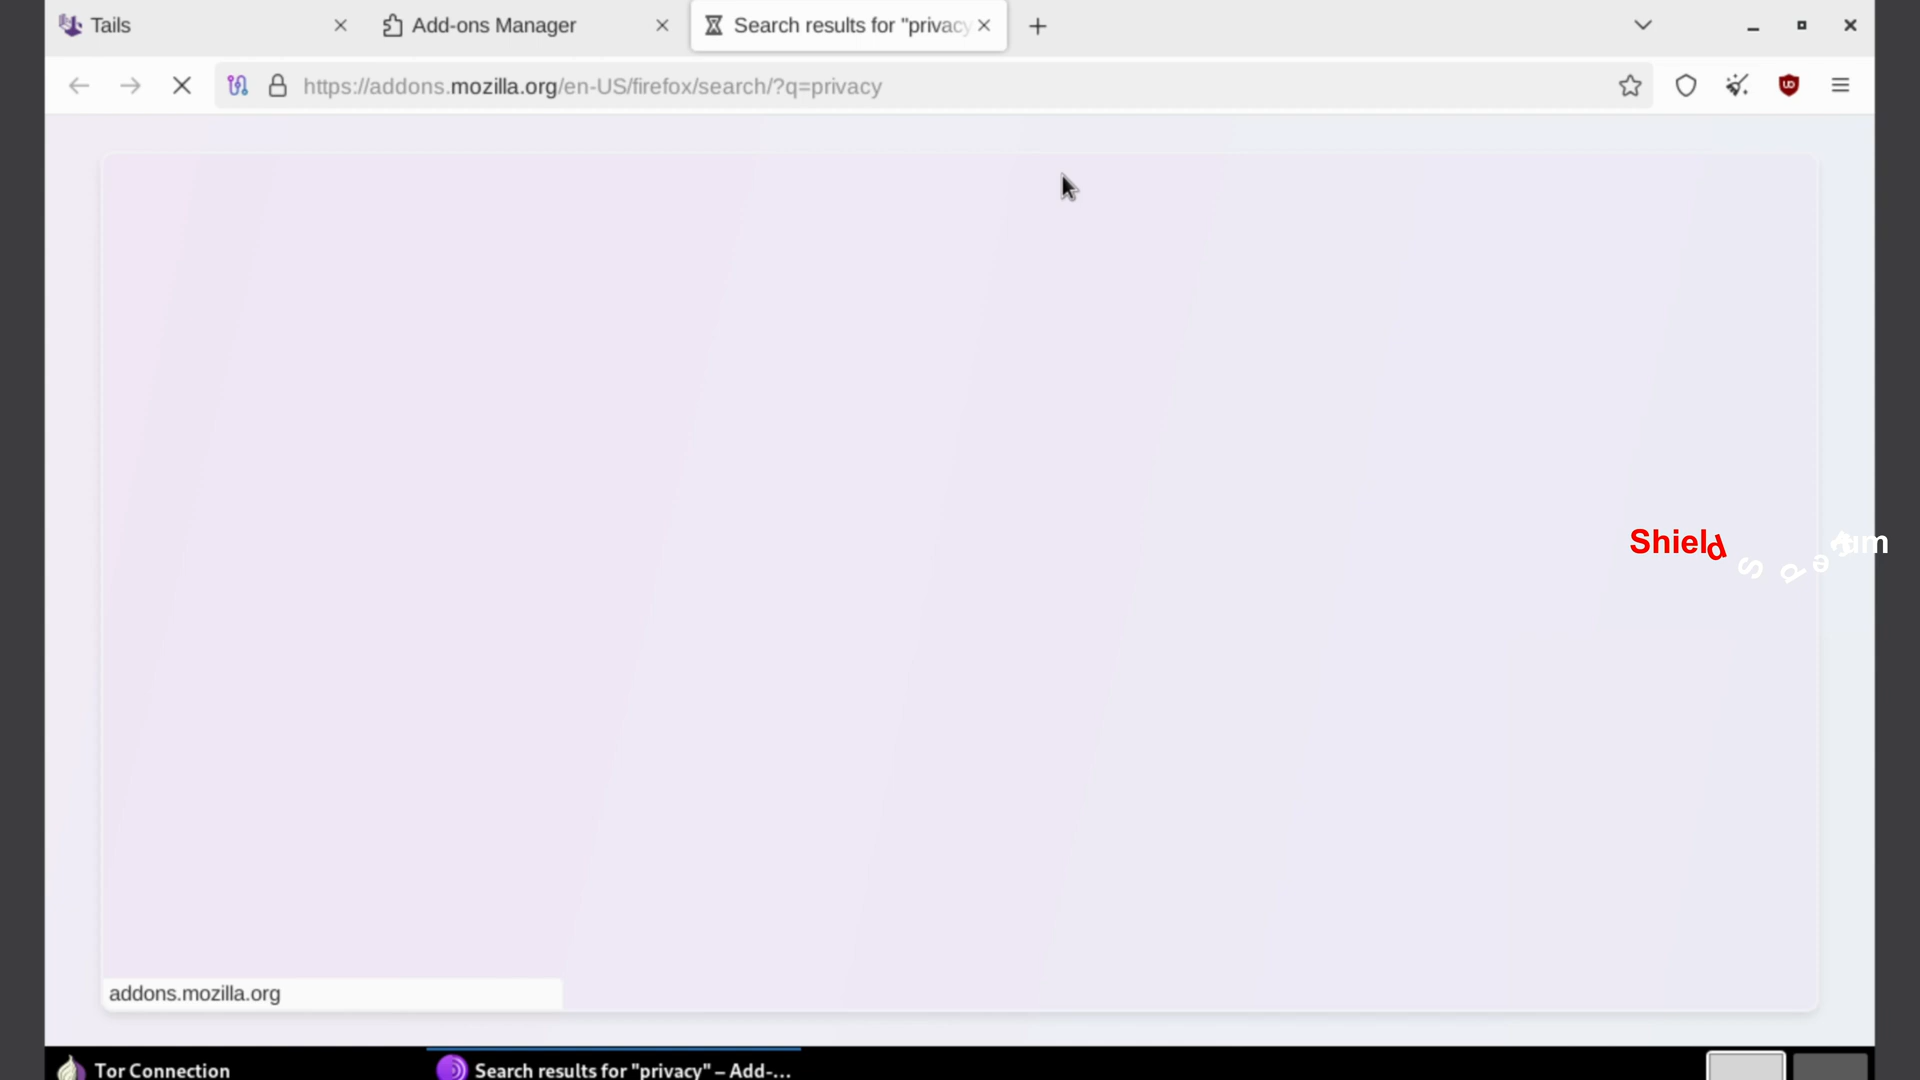 Tails
Add-ons Manager
Search results for "privacy
https://addons.mozilla.org/en-US/firefox/search/?q=privacy
Shield
addons.mozilla.org
Tor Connection
Search results for "privacy" – Add-...